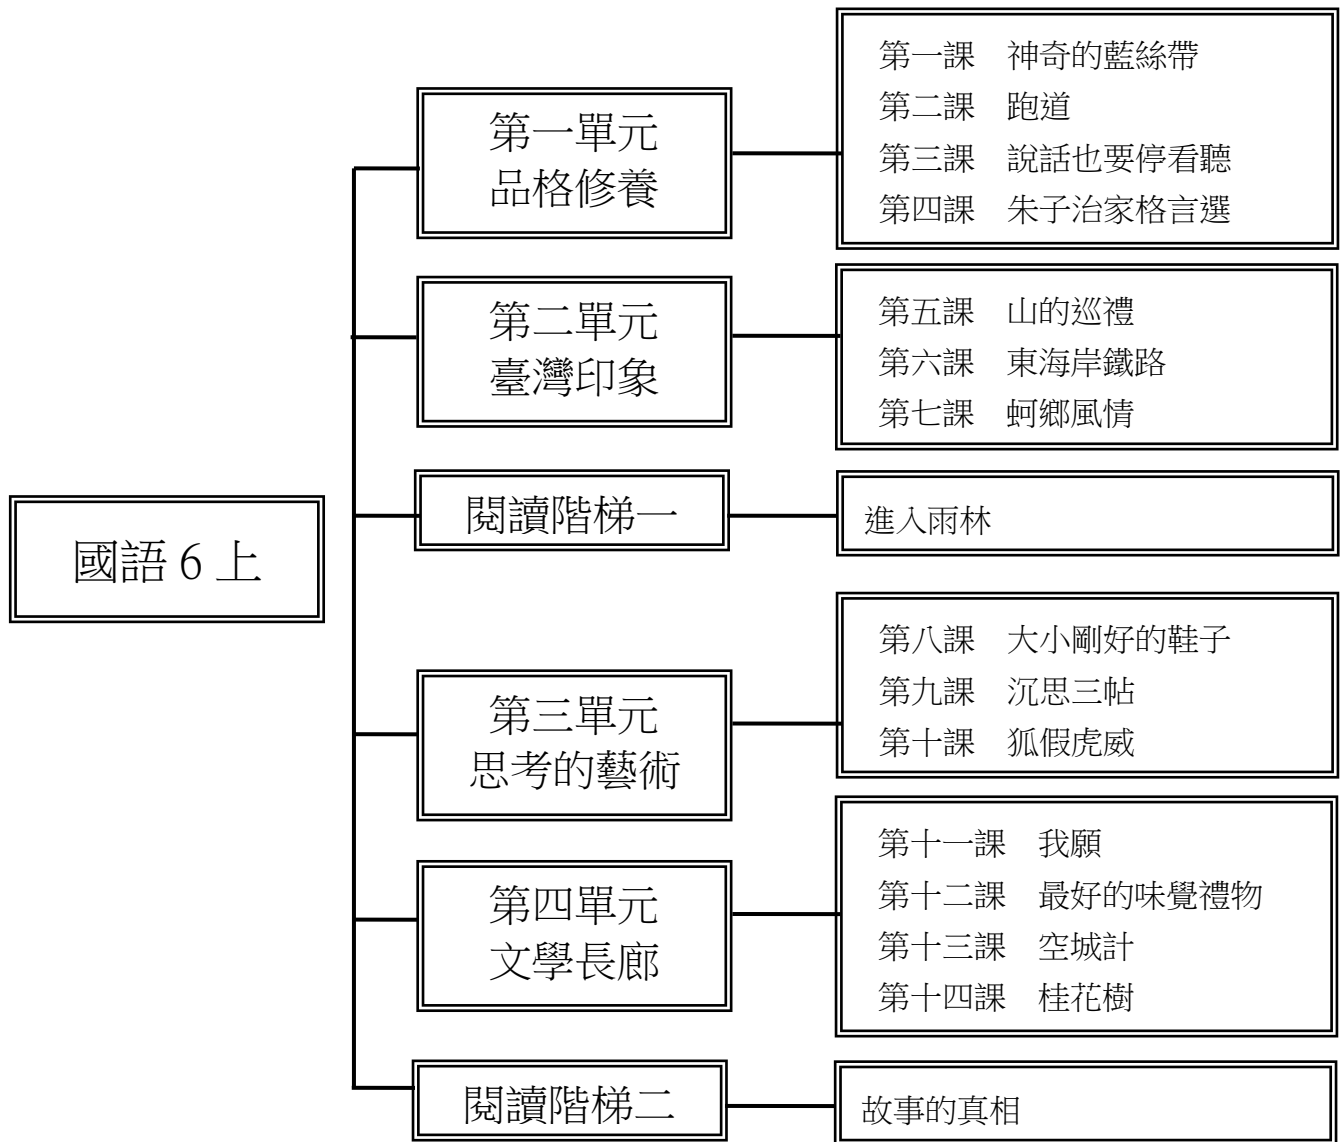 國語 6 上
第一單元
品格修養
第一課　神奇的藍絲帶
第二課　跑道
第三課　說話也要停看聽
第四課　朱子治家格言選
第二單元
臺灣印象
第五課　山的巡禮
第六課　東海岸鐵路
第七課　蚵鄉風情
閱讀階梯一
進入雨林
第三單元
思考的藝術
第八課　大小剛好的鞋子
第九課　沉思三帖
第十課　狐假虎威
第四單元
文學長廊
第十一課　我願
第十二課　最好的味覺禮物
第十三課　空城計
第十四課　桂花樹
閱讀階梯二
故事的真相